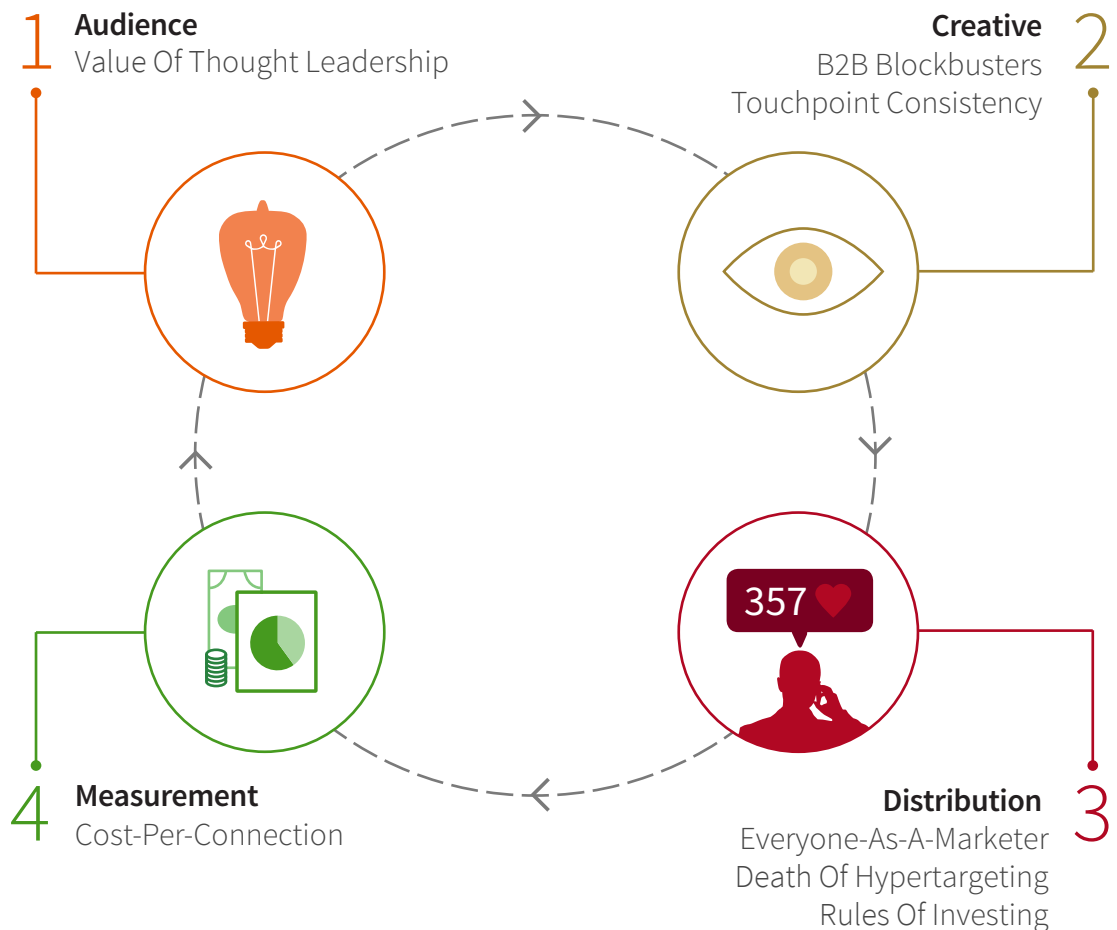 1
Audience
Value Of Thought Leadership
2
Creative
B2B Blockbusters
Touchpoint Consistency
357
3
Distribution
Everyone-As-A-Marketer
Death Of Hypertargeting
Rules Of Investing
4
Measurement
Cost-Per-Connection